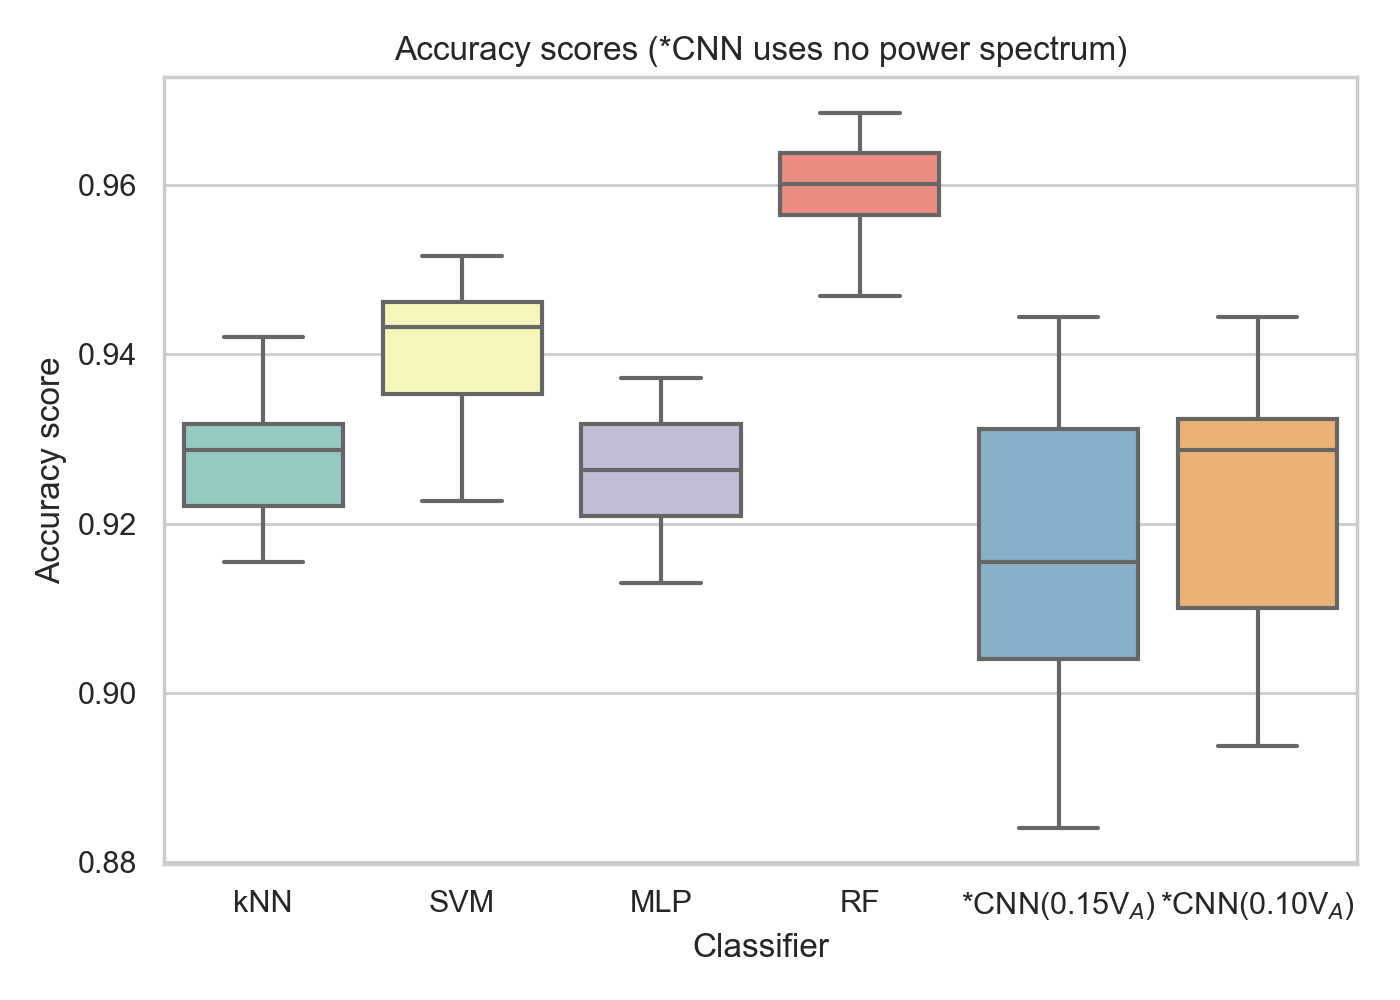 Accuracy scores (*CNN uses no power spectrum)
Accuracy score
0.96
0.94
0.92
0.90
0.88
kNN SVM MLP RF *CNN(0.15V_A) *CNN(0.10V_A)
Classifier